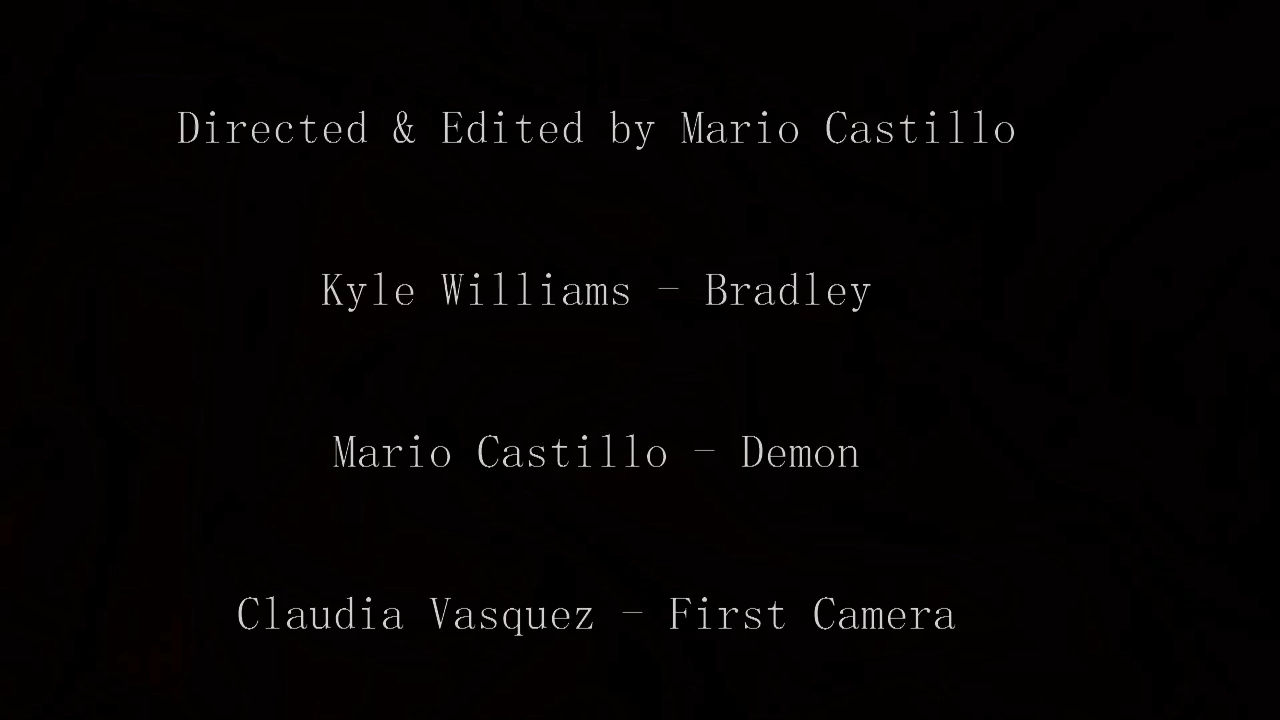 Directed & Edited by Mario Castillo
Kyle Williams - Bradley
Mario Castillo - Demon
Claudia Vasquez - First Camera